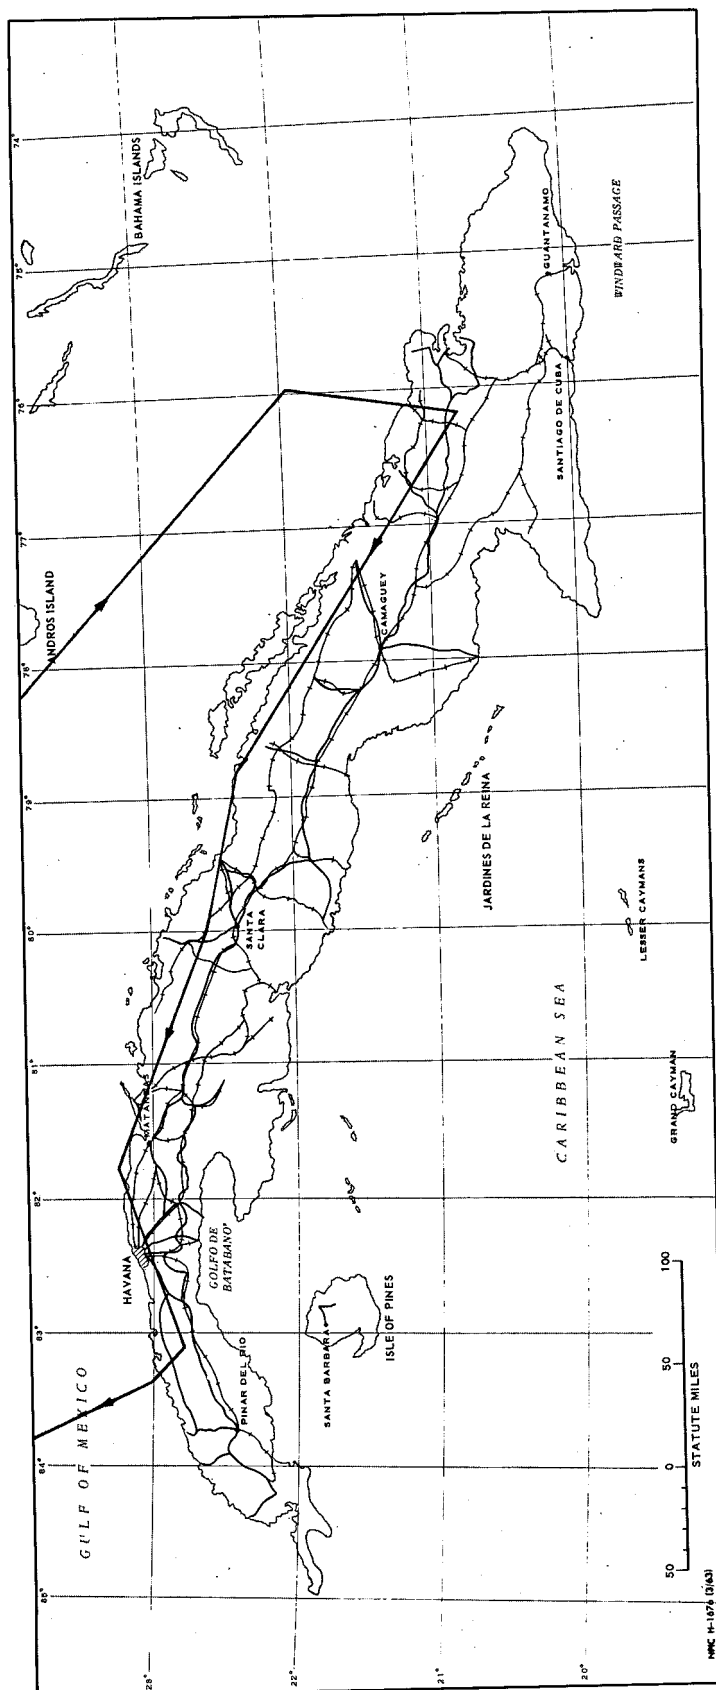 74°
75°
76°
77°
78°
79°
80°
81°
82°
83°
84°
85°
23°
22°
21°
20°
BAHAMA ISLANDS
ANDROS ISLAND
GUANTANAMO
WINDWARD PASSAGE
SANTIAGO DE CUBA
CAMAGUEY
JARDINES DE LA REINA
SANTA
CLARA
LESSER CAYMANS
CARIBBEAN SEA
GRAND CAYMAN
MATANZAS
HAVANA
GOLFO DE
BATABANO
GULF OF MEXICO
PINAR DEL RIO
SANTA BARBARA
ISLE OF PINES
50 0 50 100
STATUTE MILES
NPIC H-1676 (3/63)